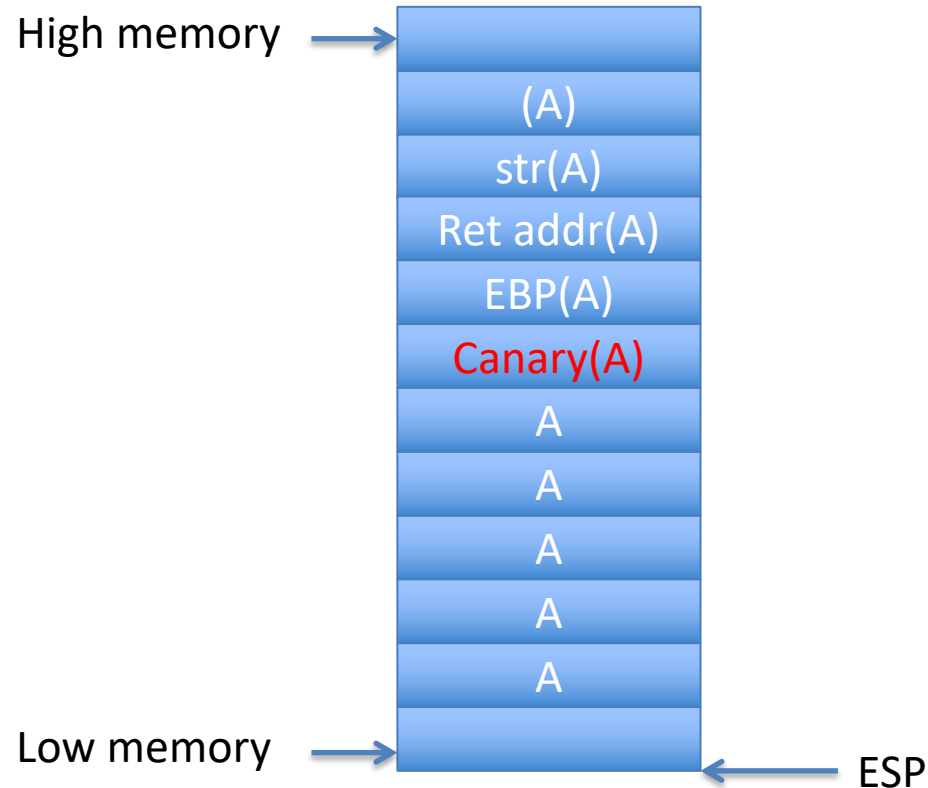 High memory
(A)
str(A)
Ret addr(A)
EBP(A)
Canary(A)
A
A
A
A
A
Low memory
ESP